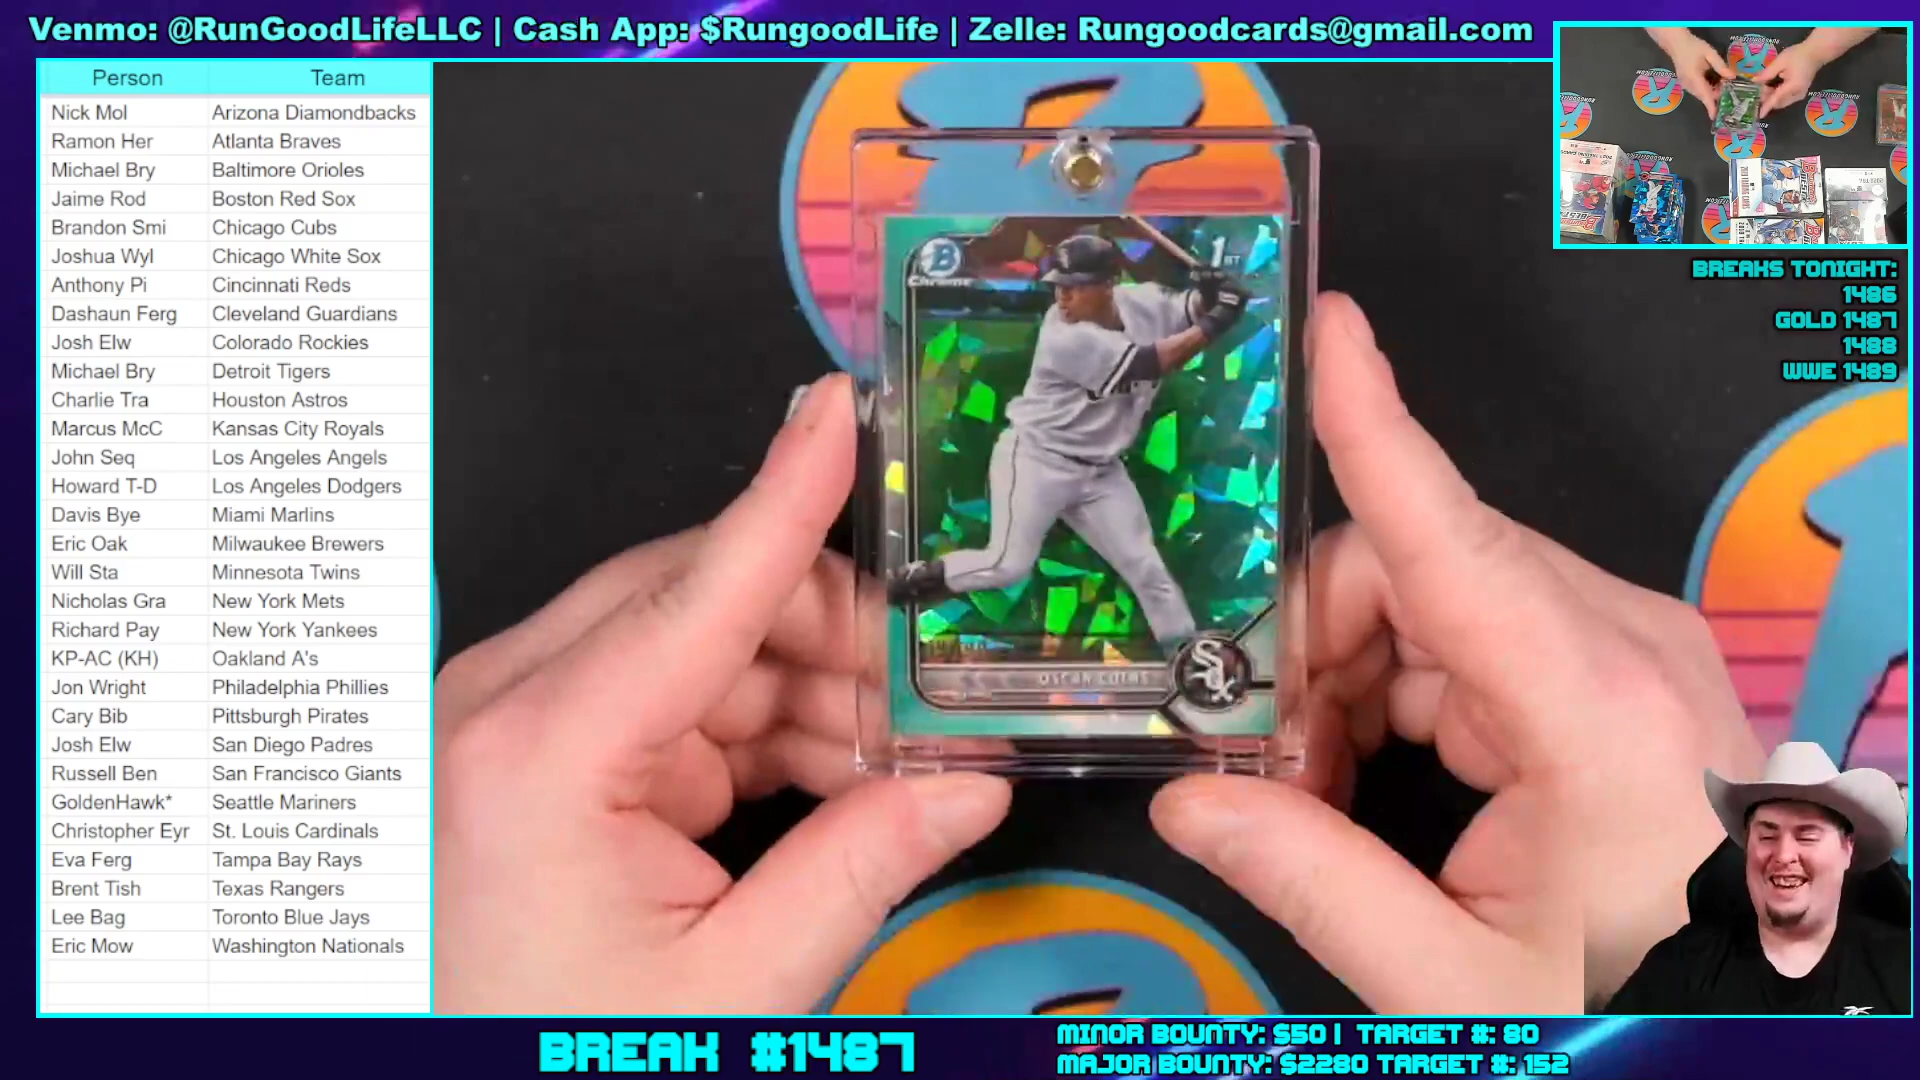 Venmo: @RunGoodLifeLLC | Cash App: $RungoodLife | Zelle: Rungoodcards@gmail.com
Person Team
Nick Mol Arizona Diamondbacks
Ramon Her Atlanta Braves
Michael Bry Baltimore Orioles
Jaime Rod Boston Red Sox
Brandon Smi Chicago Cubs
Joshua Wyl Chicago White Sox
Anthony Pi Cincinnati Reds
Dashaun Ferg Cleveland Guardians
Josh Elw Colorado Rockies
Michael Bry Detroit Tigers
Charlie Tra Houston Astros
Marcus McC Kansas City Royals
John Seq Los Angeles Angels
Howard T-D Los Angeles Dodgers
Davis Bye Miami Marlins
Eric Oak Milwaukee Brewers
Will Sta Minnesota Twins
Nicholas Gra New York Mets
Richard Pay New York Yankees
KP-AC (KH) Oakland A's
Jon Wright Philadelphia Phillies
Cary Bib Pittsburgh Pirates
Josh Elw San Diego Padres
Russell Ben San Francisco Giants
GoldenHawk* Seattle Mariners
Christopher Eyr St. Louis Cardinals
Eva Ferg Tampa Bay Rays
Brent Tish Texas Rangers
Lee Bag Toronto Blue Jays
Eric Mow Washington Nationals
B
CHROME
1ST
OSCAR
SOX
BREAKS TONIGHT:
1486
GOLD 1487
1488
WWE 1489
BREAK #1487
MINOR BOUNTY: $50 | TARGET #: 80
MAJOR BOUNTY: $2280 TARGET #: 152